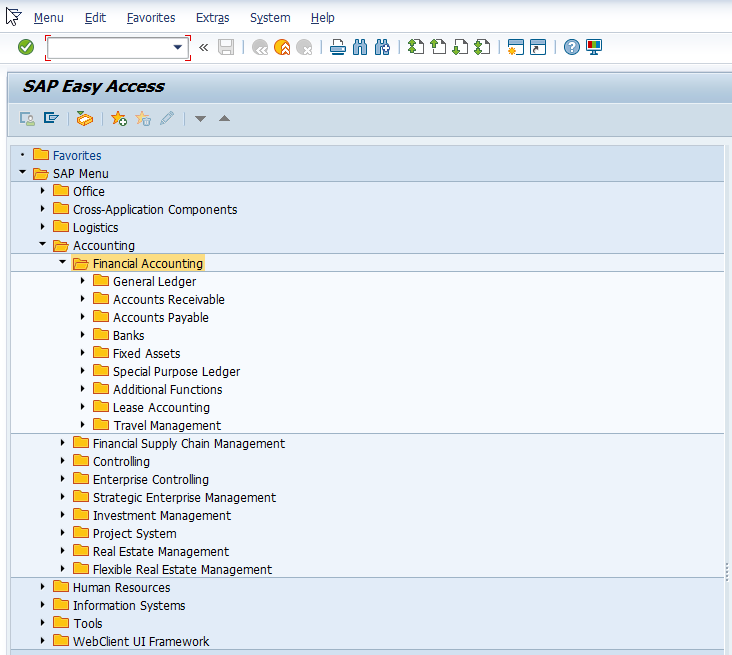 Menu Edit Favorites Extras System Help
SAP Easy Access
Favorites
SAP Menu
Office
Cross-Application Components
Logistics
Accounting
Financial Accounting
General Ledger
Accounts Receivable
Accounts Payable
Banks
Fixed Assets
Special Purpose Ledger
Additional Functions
Lease Accounting
Travel Management
Financial Supply Chain Management
Controlling
Enterprise Controlling
Strategic Enterprise Management
Investment Management
Project System
Real Estate Management
Flexible Real Estate Management
Human Resources
Information Systems
Tools
WebClient UI Framework